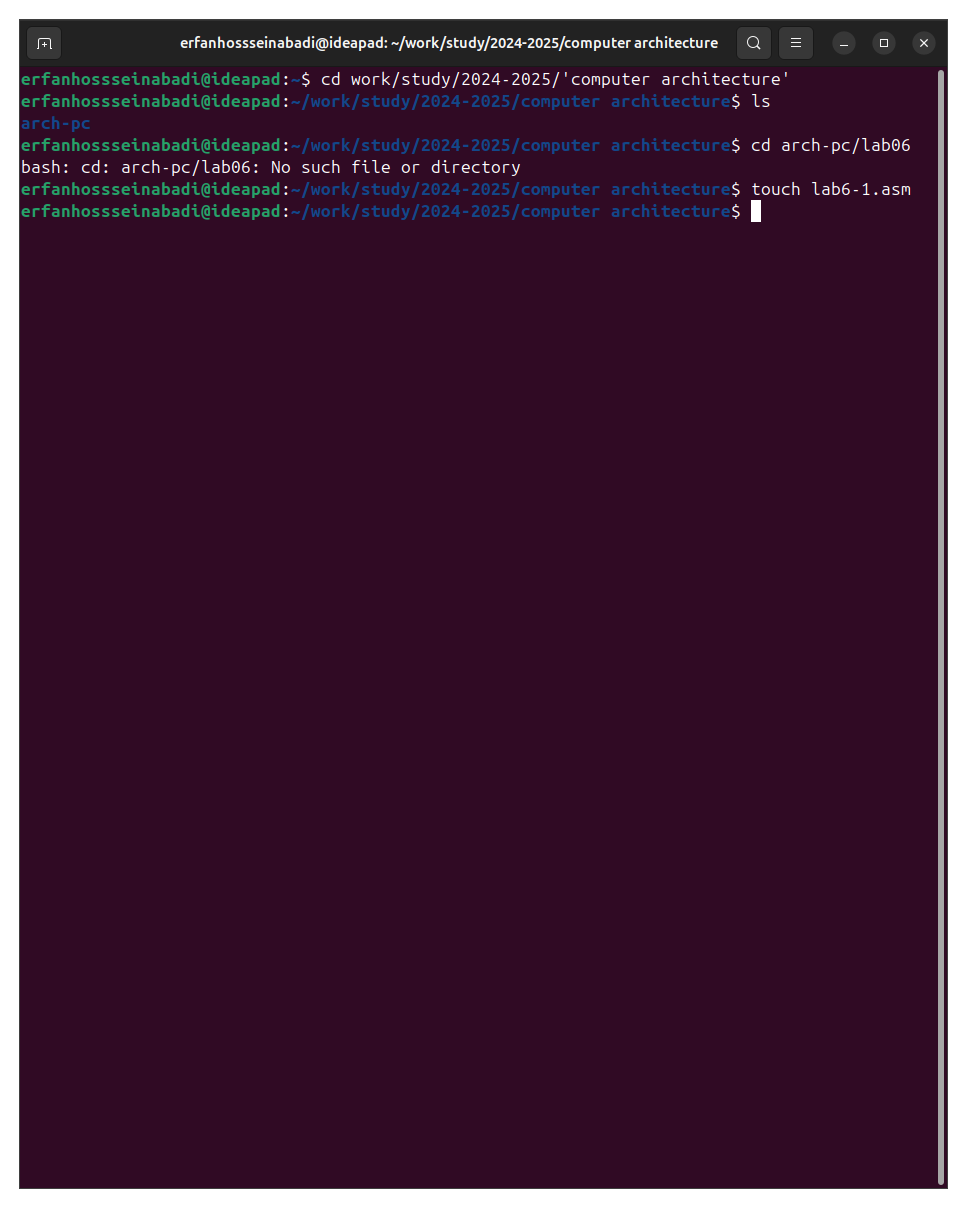 erfanhossseinabadi@ideapad: ~/work/study/2024-2025/computer architecture
erfanhossseinabadi@ideapad:~$ cd work/study/2024-2025/'computer architecture'
erfanhossseinabadi@ideapad:~/work/study/2024-2025/computer architecture$ ls
arch-pc
erfanhossseinabadi@ideapad:~/work/study/2024-2025/computer architecture$ cd arch-pc/lab06
bash: cd: arch-pc/lab06: No such file or directory
erfanhossseinabadi@ideapad:~/work/study/2024-2025/computer architecture$ touch lab6-1.asm
erfanhossseinabadi@ideapad:~/work/study/2024-2025/computer architecture$